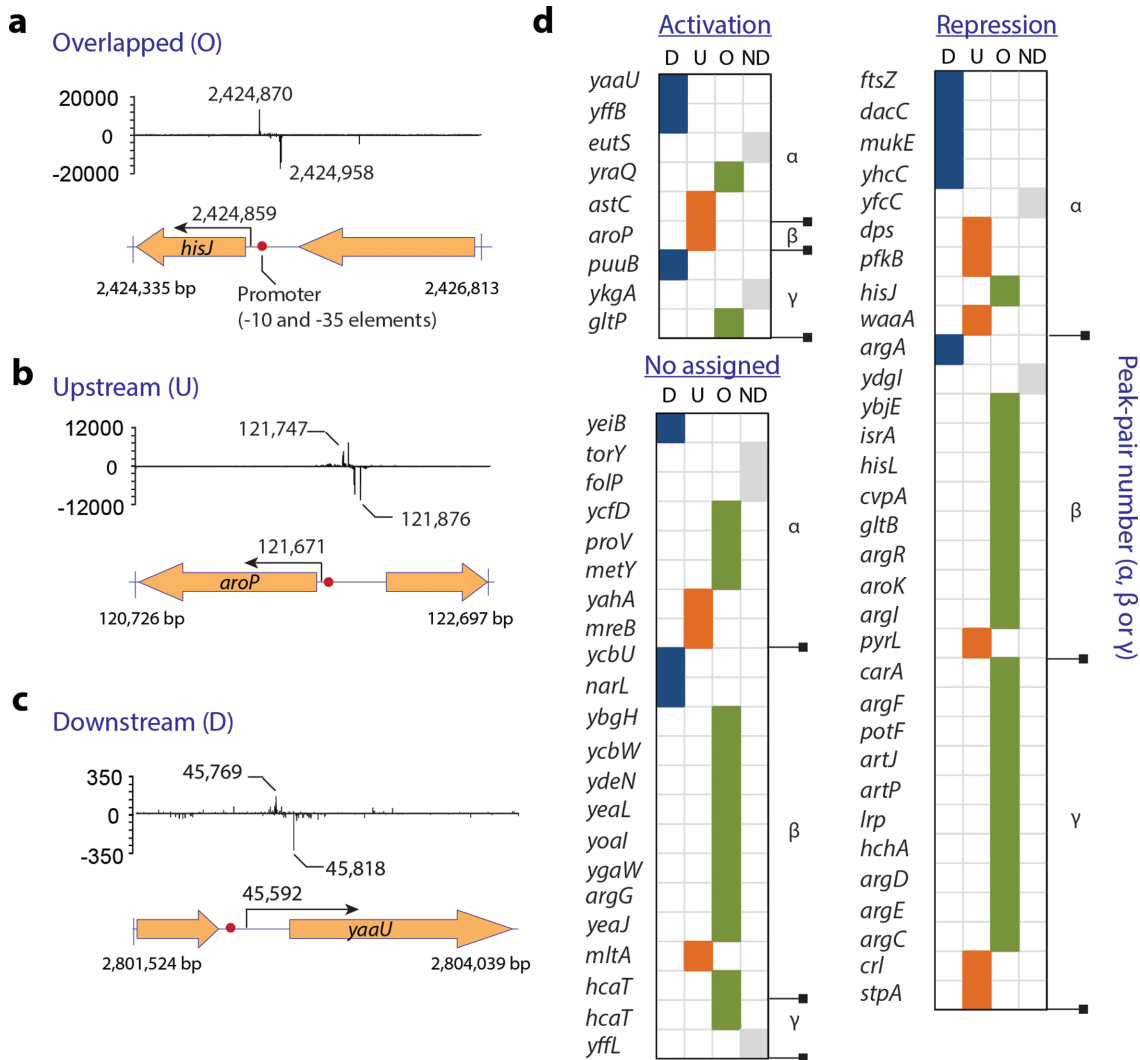 a
Overlapped (O)
20000
0
-20000
2,424,870
2,424,958
2,424,859
hisJ
2,424,335 bp
Promoter
(-10 and -35 elements)
2,426,813
b
Upstream (U)
12000
0
-12000
121,747
121,876
121,671
aroP
120,726 bp
122,697 bp
c
Downstream (D)
350
0
-350
45,769
45,818
45,592
yaaU
2,801,524 bp
2,804,039 bp
d
Activation
D U O ND
yaaU
yffB
eutS
yraQ
astC
aroP
puuB
ykgA
gltP
α
β
γ
No assigned
D U O ND
yeiB
torY
folP
ycfD
proV
metY
yahA
mreB
ycbU
narL
ybgH
ycbW
ydeN
yeaL
yoaI
ygaW
argG
yeaJ
mltA
hcaT
hcaT
yffL
α
β
γ
Repression
D U O ND
ftsZ
dacC
mukE
yhcC
yfcC
dps
pfkB
hisJ
waaA
argA
ydgI
ybjE
isrA
hisL
cvpA
gltB
argR
aroK
argI
pyrL
carA
argF
potF
artJ
artP
lrp
hchA
argD
argE
argC
crl
stpA
α
β
γ
Peak-pair number (α, β or γ)